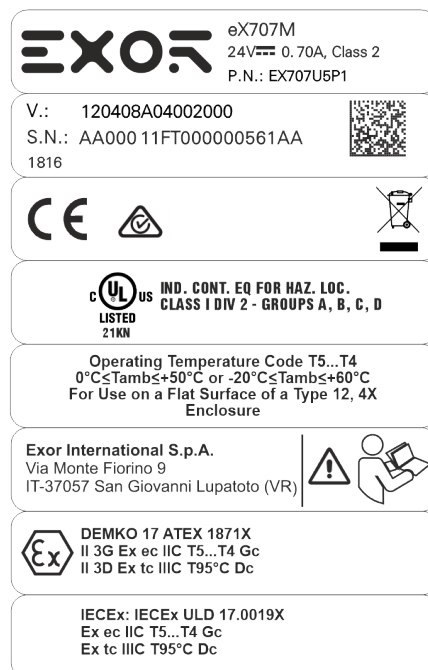 EXOR
eX707M
24V 0.70A, Class 2
P.N.: EX707U5P1
V.: 120408A04002000
S.N.: AA000 11FT000000561AA
1816
CE
C UL US
LISTED
21KN
IND. CONT. EQ FOR HAZ. LOC.
CLASS I DIV 2 - GROUPS A, B, C, D
Operating Temperature Code T5...T4
0°C≤Tamb≤+50°C or -20°C≤Tamb≤+60°C
For Use on a Flat Surface of a Type 12, 4X
Enclosure
Exor International S.p.A.
Via Monte Fiorino 9
IT-37057 San Giovanni Lupatoto (VR)
Ex
DEMKO 17 ATEX 1871X
II 3G Ex ec IIC T5...T4 Gc
II 3D Ex tc IIIC T95°C Dc
IECEx: IECEx ULD 17.0019X
Ex ec IIC T5...T4 Gc
Ex tc IIIC T95°C Dc